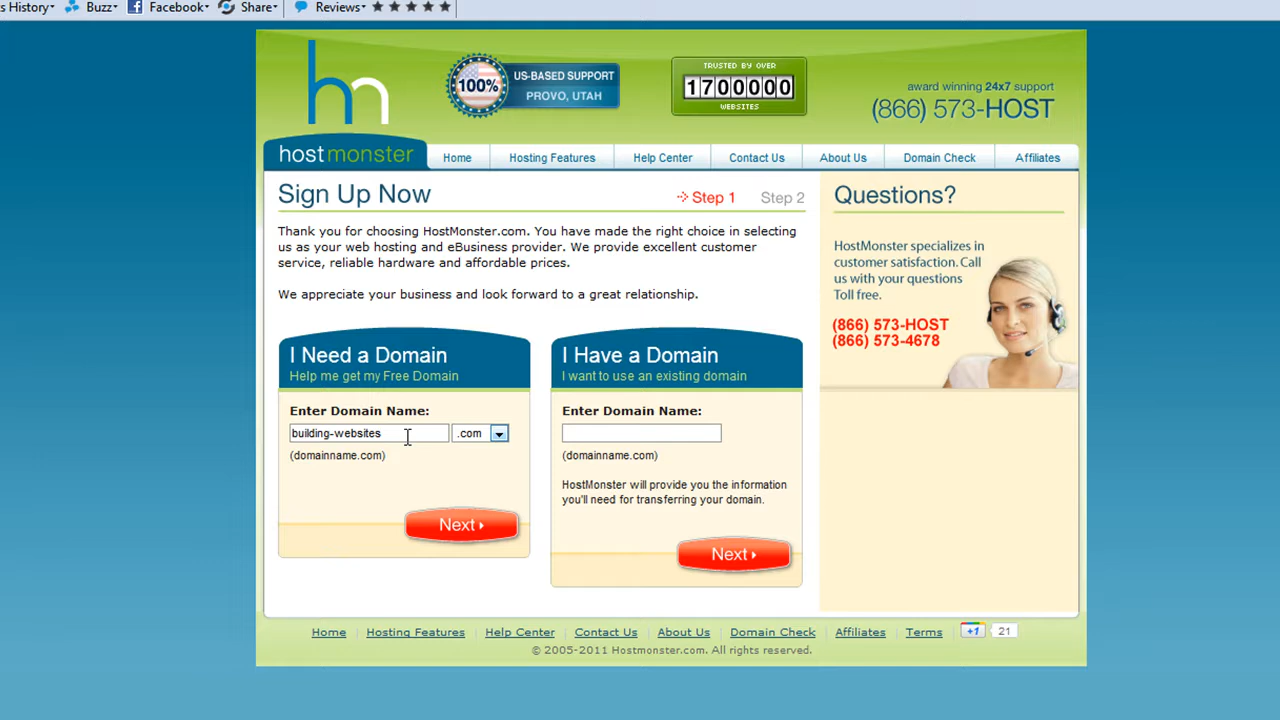 s History
Buzz
Facebook
Share
Reviews
hn
100%
US-BASED SUPPORT
PROVO, UTAH
TRUSTED BY OVER
1700000
WEBSITES
award winning 24x7 support
(866) 573-HOST
hostmonster
Home
Hosting Features
Help Center
Contact Us
About Us
Domain Check
Affiliates
Sign Up Now
Step 1
Step 2
Thank you for choosing HostMonster.com. You have made the right choice in selecting
us as your web hosting and eBusiness provider. We provide excellent customer
service, reliable hardware and affordable prices.
We appreciate your business and look forward to a great relationship.
I Need a Domain
Help me get my Free Domain
Enter Domain Name:
building-websites
.com
(domainname.com)
Next
I Have a Domain
I want to use an existing domain
Enter Domain Name:
(domainname.com)
HostMonster will provide you the information
you'll need for transferring your domain.
Next
Questions?
HostMonster specializes in
customer satisfaction. Call
us with your questions
Toll free.
(866) 573-HOST
(866) 573-4678
Home
Hosting Features
Help Center
Contact Us
About Us
Domain Check
Affiliates
Terms
+1
21
© 2005-2011 Hostmonster.com. All rights reserved.